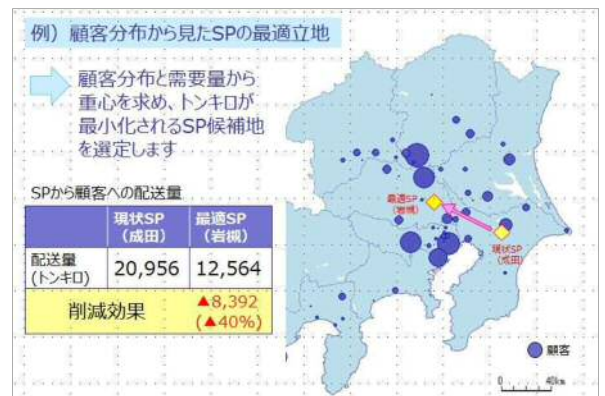 例）顧客分布から見たSPの最適立地
顧客分布と需要量から
重心を求め、トンキロが
最小化されるSP候補地
を選定します
SPから顧客への配送量
現状SP
（成田）
最適SP
（岩槻）
配送量
（トンキロ）
20,956
12,564
削減効果
▲8,392
（▲40%）
最適SP
（岩槻）
現状SP
（成田）
顧客
0
40km